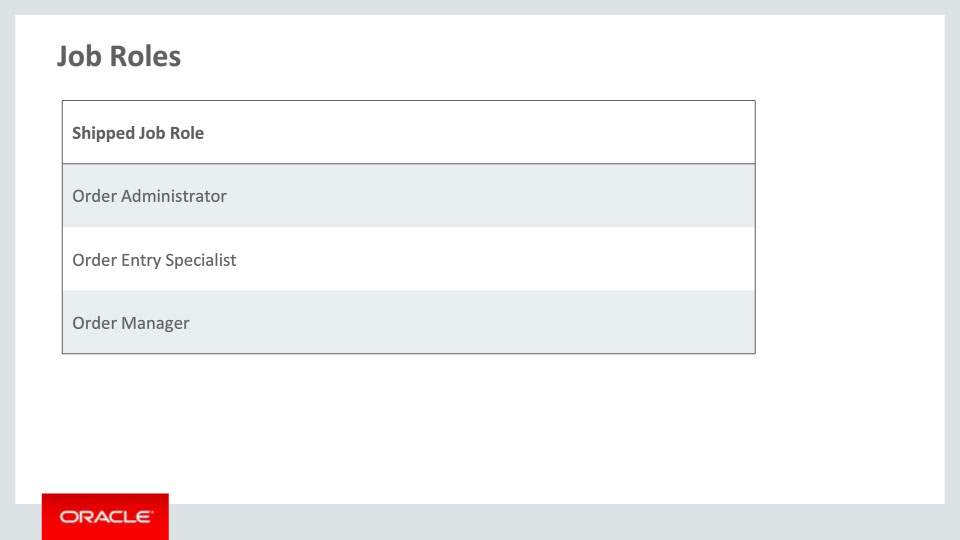 Job Roles
Shipped Job Role
Order Administrator
Order Entry Specialist
Order Manager
ORACLE